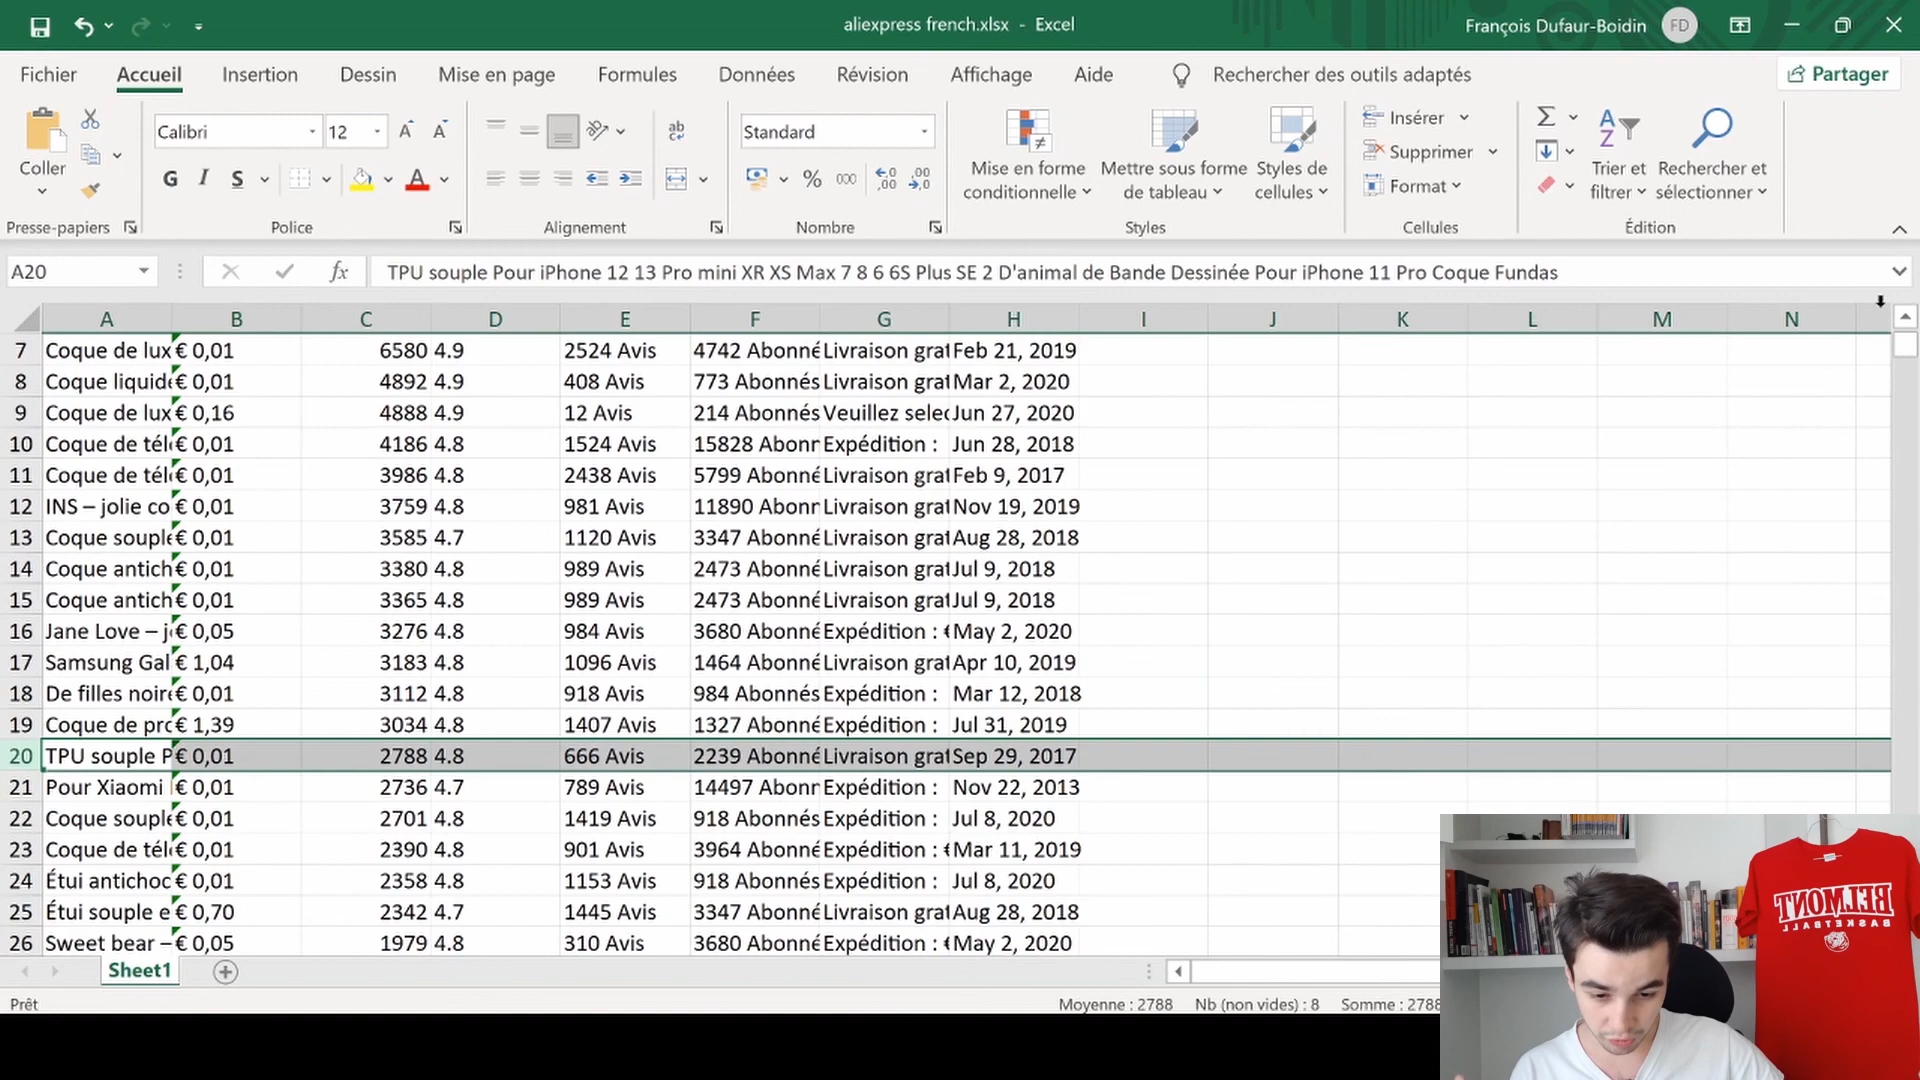 aliexpress french.xlsx - Excel
François Dufaur-Boidin FD
Fichier Accueil Insertion Dessin Mise en page Formules Données Révision Affichage Aide Rechercher des outils adaptés Partager
Coller
Presse-papiers
Calibri 12
G I S
Police
ab
Alignement
Standard
% 000
Nombre
Mise en forme conditionnelle
Mettre sous forme de tableau
Styles de cellules
Styles
Insérer
Supprimer
Format
Cellules
Trier et filtrer
Rechercher et sélectionner
Édition
A20 fx TPU souple Pour iPhone 12 13 Pro mini XR XS Max 7 8 6 6S Plus SE 2 D'animal de Bande Dessinée Pour iPhone 11 Pro Coque Fundas
A B C D E F G H I J K L M N
7 Coque de lux € 0,01 6580 4.9 2524 Avis 4742 Abonné Livraison grat Feb 21, 2019
8 Coque liquide € 0,01 4892 4.9 408 Avis 773 Abonnés Livraison grat Mar 2, 2020
9 Coque de lux € 0,16 4888 4.9 12 Avis 214 Abonnés Veuillez selec Jun 27, 2020
10 Coque de télé € 0,01 4186 4.8 1524 Avis 15828 Abonn Expédition : Jun 28, 2018
11 Coque de télé € 0,01 3986 4.8 2438 Avis 5799 Abonné Livraison grat Feb 9, 2017
12 INS – jolie co € 0,01 3759 4.8 981 Avis 11890 Abonn Livraison grat Nov 19, 2019
13 Coque souple € 0,01 3585 4.7 1120 Avis 3347 Abonné Livraison grat Aug 28, 2018
14 Coque antich € 0,01 3380 4.8 989 Avis 2473 Abonné Livraison grat Jul 9, 2018
15 Coque antich € 0,01 3365 4.8 989 Avis 2473 Abonné Livraison grat Jul 9, 2018
16 Jane Love – jo € 0,05 3276 4.8 984 Avis 3680 Abonné Expédition : € May 2, 2020
17 Samsung Gal € 1,04 3183 4.8 1096 Avis 1464 Abonné Livraison grat Apr 10, 2019
18 De filles noire € 0,01 3112 4.8 918 Avis 984 Abonnés Expédition : Mar 12, 2018
19 Coque de pro € 1,39 3034 4.8 1407 Avis 1327 Abonné Expédition : Jul 31, 2019
20 TPU souple P € 0,01 2788 4.8 666 Avis 2239 Abonné Livraison grat Sep 29, 2017
21 Pour Xiaomi € 0,01 2736 4.7 789 Avis 14497 Abonn Expédition : Nov 22, 2013
22 Coque souple € 0,01 2701 4.8 1419 Avis 918 Abonnés Expédition : Jul 8, 2020
23 Coque de télé € 0,01 2390 4.8 901 Avis 3964 Abonné Expédition : € Mar 11, 2019
24 Étui antichoc € 0,01 2358 4.8 1153 Avis 918 Abonnés Expédition : Jul 8, 2020
25 Étui souple e € 0,70 2342 4.7 1445 Avis 3347 Abonné Livraison grat Aug 28, 2018
26 Sweet bear – € 0,05 1979 4.8 310 Avis 3680 Abonné Expédition : € May 2, 2020
Sheet1
Prêt Moyenne : 2788 Nb (non vides) : 8 Somme : 2788
BELMONT
BASKETBALL